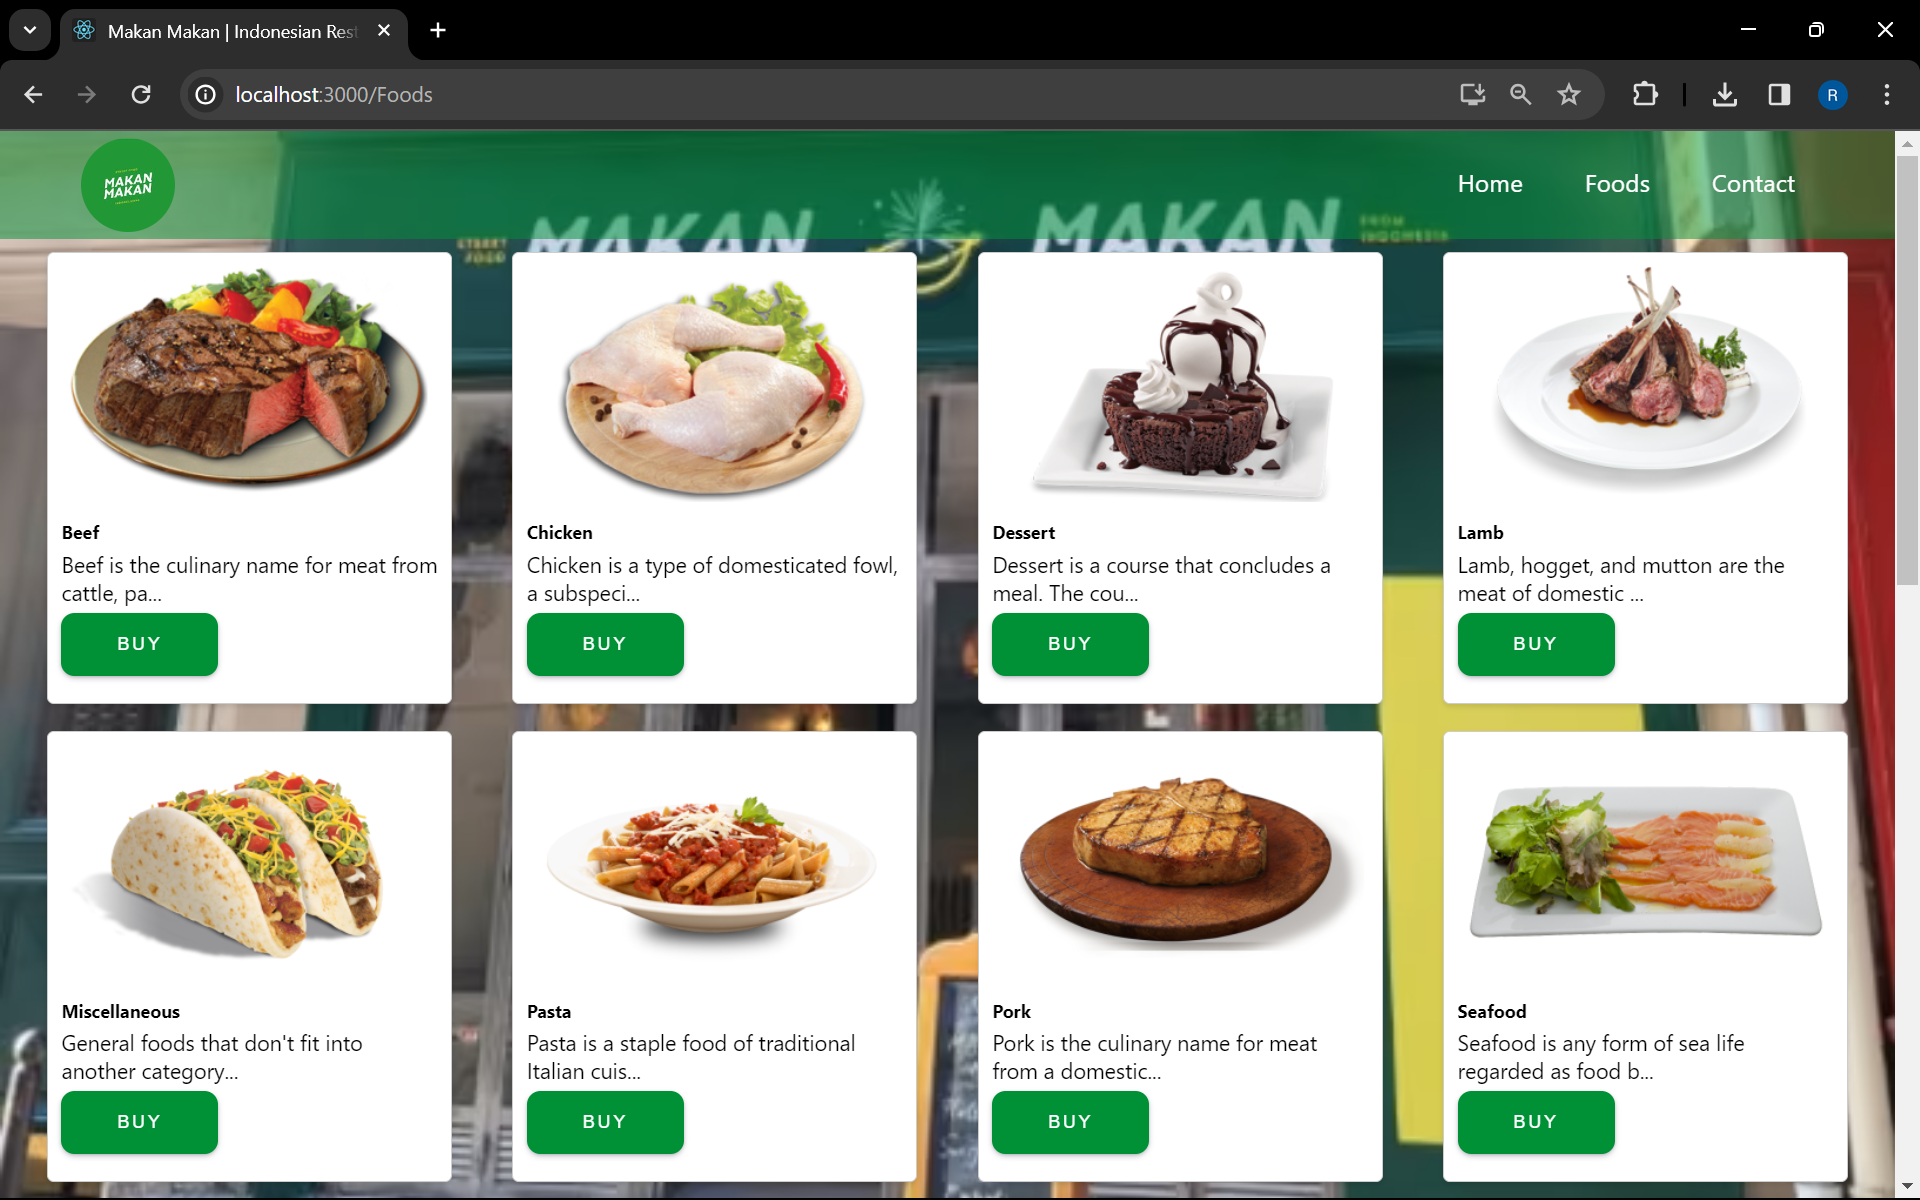 Makan Makan | Indonesian Rest
localhost:3000/Foods
R
MAKAN
MAKAN
Home
Foods
Contact
STREET
FOOD
MAKAN
MAKAN
FROM
INDONESIA
Beef
Beef is the culinary name for meat from
cattle, pa...
BUY
Chicken
Chicken is a type of domesticated fowl,
a subspeci...
BUY
Dessert
Dessert is a course that concludes a
meal. The cou...
BUY
Lamb
Lamb, hogget, and mutton are the
meat of domestic ...
BUY
Miscellaneous
General foods that don't fit into
another category...
BUY
Pasta
Pasta is a staple food of traditional
Italian cuis...
BUY
Pork
Pork is the culinary name for meat
from a domestic...
BUY
Seafood
Seafood is any form of sea life
regarded as food b...
BUY